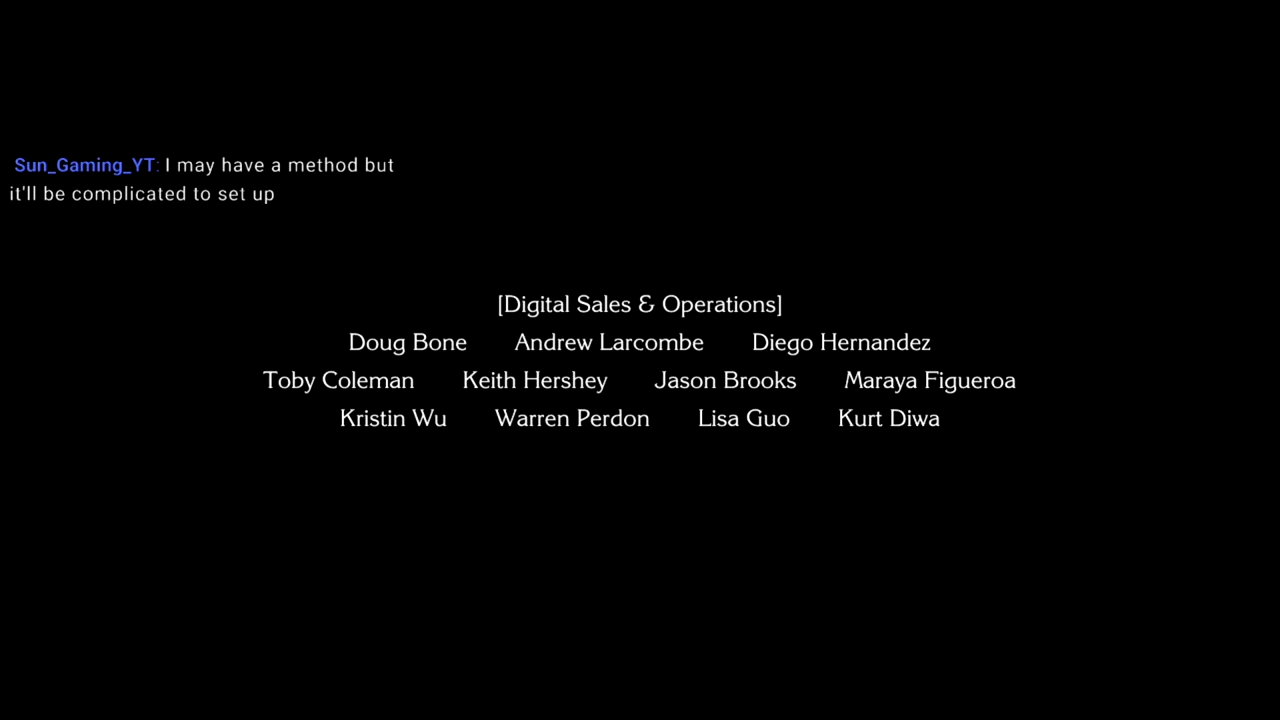 Sun_Gaming_YT: I may have a method but
it'll be complicated to set up
[Digital Sales & Operations]
Doug Bone Andrew Larcombe Diego Hernandez
Toby Coleman Keith Hershey Jason Brooks Maraya Figueroa
Kristin Wu Warren Perdon Lisa Guo Kurt Diwa